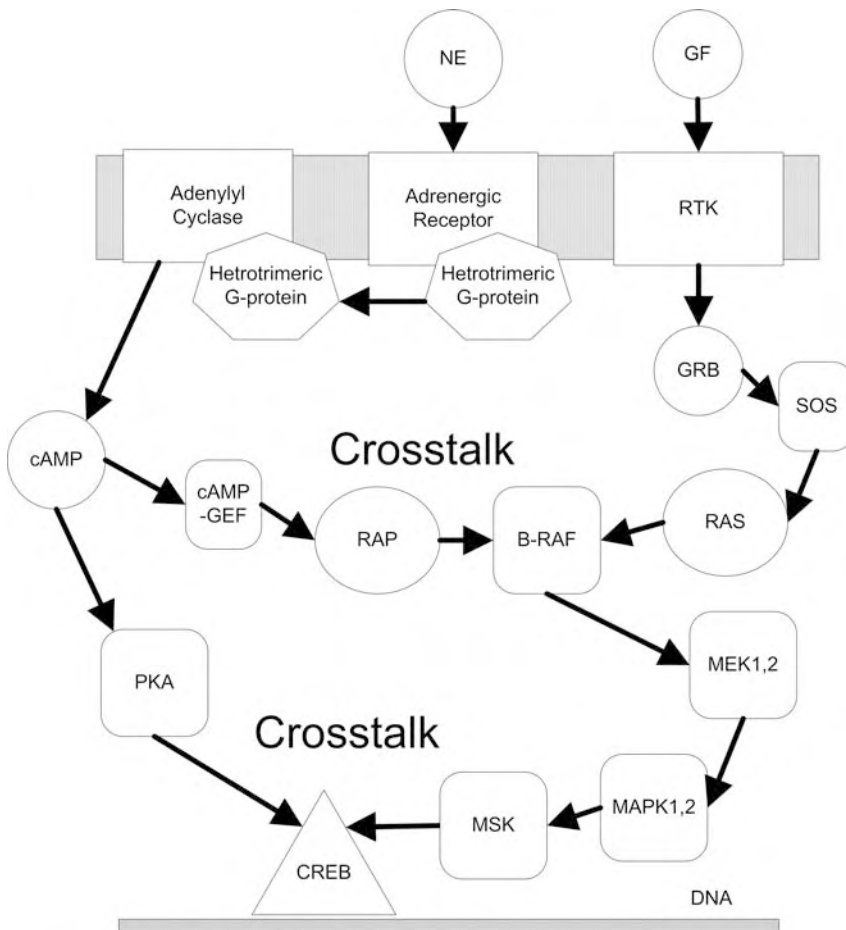 NE
GF
Adenylyl
Cyclase
Adrenergic
Receptor
RTK
Hetrotrimeric
G-protein
Hetrotrimeric
G-protein
GRB
SOS
Crosstalk
cAMP
cAMP
-GEF
RAP
B-RAF
RAS
MEK1,2
PKA
Crosstalk
MAPK1,2
MSK
CREB
DNA